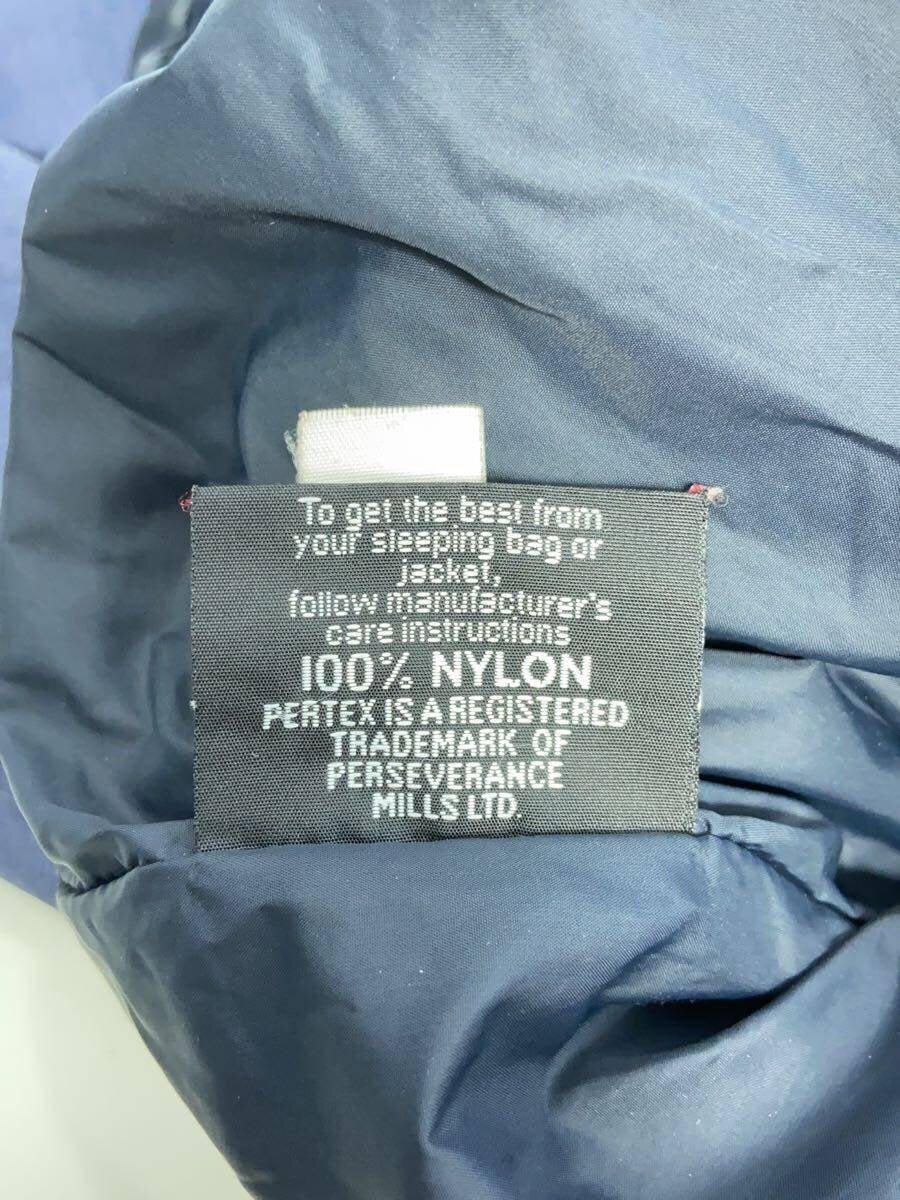 To get the best from
your sleeping bag or
jacket,
follow manufacturer's
care instructions
100% NYLON
PERTEX IS A REGISTERED
TRADEMARK OF
PERSEVERANCE
MILLS LTD.